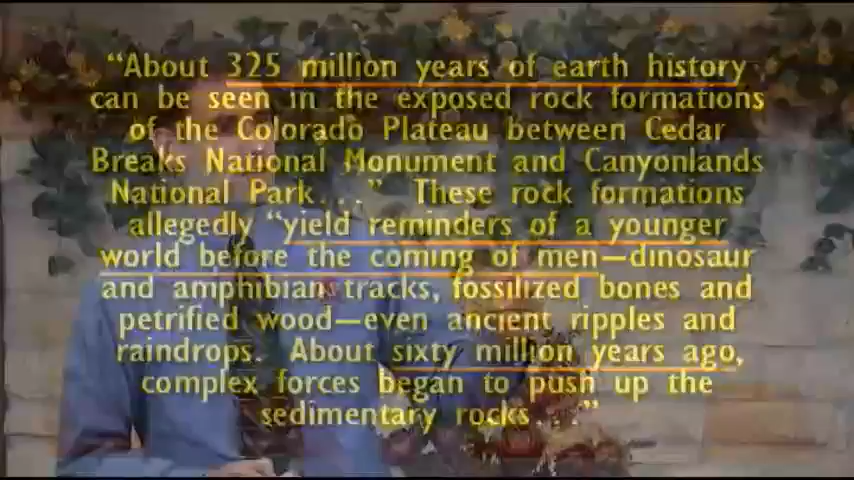 “About 325 million years of earth history
can be seen in the exposed rock formations
of the Colorado Plateau between Cedar
Breaks National Monument and Canyonlands
National Park. . .” These rock formations
allegedly “yield reminders of a younger
world before the coming of men—dinosaur
and amphibian tracks, fossilized bones and
petrified wood—even ancient ripples and
raindrops. About sixty million years ago,
complex forces began to push up the
sedimentary rocks. . .”